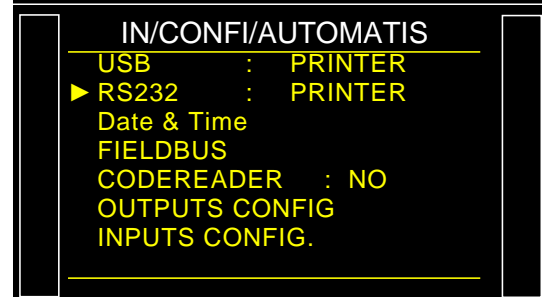 IN/CONFI/AUTOMATIS
USB : PRINTER
► RS232 : PRINTER
Date & Time
FIELDBUS
CODEREADER : NO
OUTPUTS CONFIG
INPUTS CONFIG.